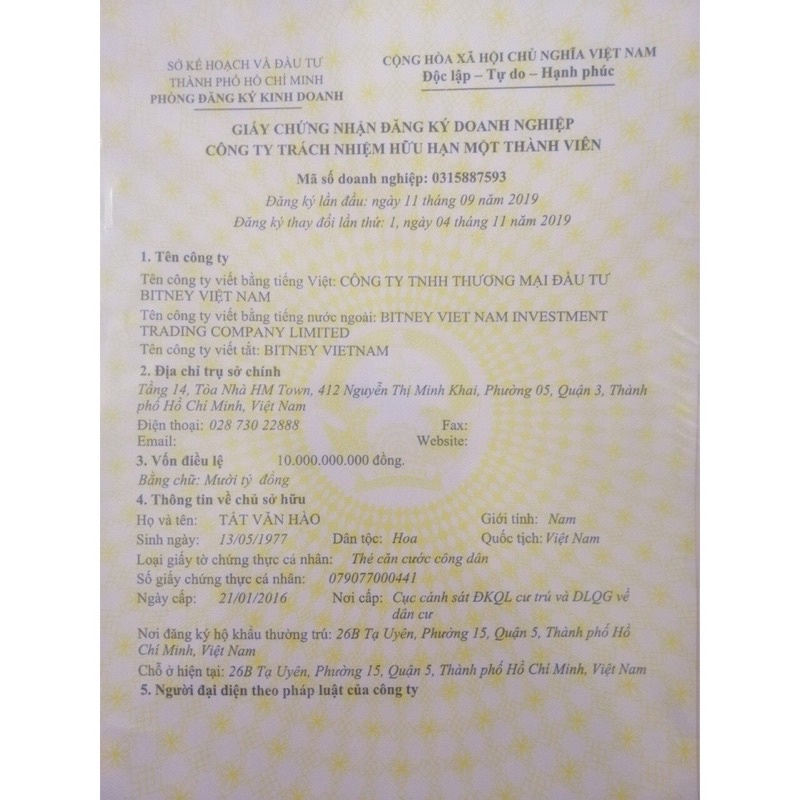 SỞ KẾ HOẠCH VÀ ĐẦU TƯ
THÀNH PHỐ HỒ CHÍ MINH
PHÒNG ĐĂNG KÝ KINH DOANH
CỘNG HÒA XÃ HỘI CHỦ NGHĨA VIỆT NAM
Độc lập – Tự do – Hạnh phúc
GIẤY CHỨNG NHẬN ĐĂNG KÝ DOANH NGHIỆP
CÔNG TY TRÁCH NHIỆM HỮU HẠN MỘT THÀNH VIÊN
Mã số doanh nghiệp: 0315887593
Đăng ký lần đầu: ngày 11 tháng 09 năm 2019
Đăng ký thay đổi lần thứ: 1, ngày 04 tháng 11 năm 2019
1. Tên công ty
Tên công ty viết bằng tiếng Việt: CÔNG TY TNHH THƯƠNG MẠI ĐẦU TƯ
BITNEY VIỆT NAM
Tên công ty viết bằng tiếng nước ngoài: BITNEY VIET NAM INVESTMENT
TRADING COMPANY LIMITED
Tên công ty viết tắt: BITNEY VIETNAM
2. Địa chỉ trụ sở chính
Tầng 14, Tòa Nhà HM Town, 412 Nguyễn Thị Minh Khai, Phường 05, Quận 3, Thành
phố Hồ Chí Minh, Việt Nam
Điện thoại: 028 730 22888 Fax:
Email: Website:
3. Vốn điều lệ 10.000.000.000 đồng.
Bằng chữ: Mười tỷ đồng
4. Thông tin về chủ sở hữu
Họ và tên: TẤT VĂN HÀO Giới tính: Nam
Sinh ngày: 13/05/1977 Dân tộc: Hoa Quốc tịch: Việt Nam
Loại giấy tờ chứng thực cá nhân: Thẻ căn cước công dân
Số giấy chứng thực cá nhân: 079077000441
Ngày cấp: 21/01/2016 Nơi cấp: Cục cảnh sát ĐKQL cư trú và DLQG về
dân cư
Nơi đăng ký hộ khẩu thường trú: 26B Tạ Uyên, Phường 15, Quận 5, Thành phố Hồ
Chí Minh, Việt Nam
Chỗ ở hiện tại: 26B Tạ Uyên, Phường 15, Quận 5, Thành phố Hồ Chí Minh, Việt Nam
5. Người đại diện theo pháp luật của công ty